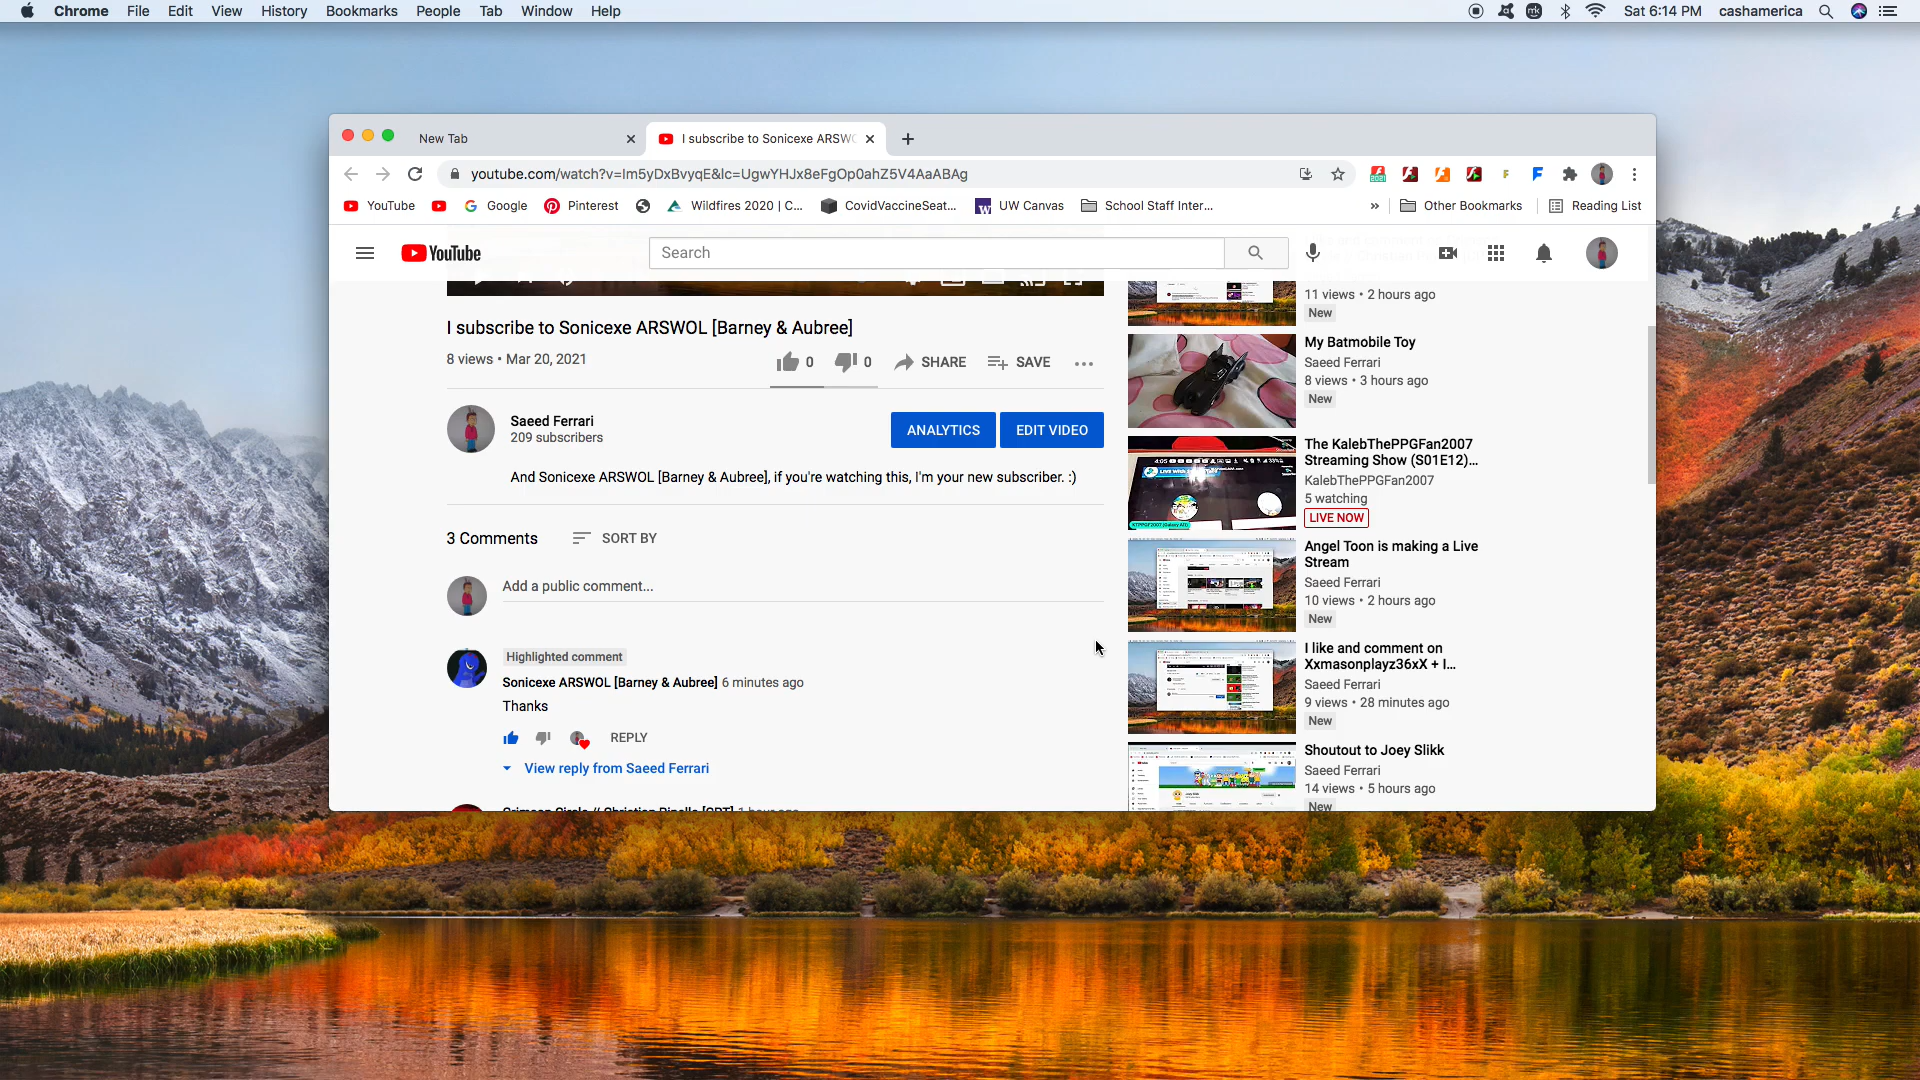 Chrome File Edit View History Bookmarks People Tab Window Help
Sat 6:14 PM cashamerica
New Tab
I subscribe to Sonicexe ARSWO
youtube.com/watch?v=Im5yDxBvyqE&lc=UgwYHJx8eFgOp0ahZ5V4AaABAg
YouTube Google Pinterest Wildfires 2020 | C... CovidVaccineSeat... UW Canvas School Staff Inter... » Other Bookmarks Reading List
YouTube
Search
I subscribe to Sonicexe ARSWOL [Barney & Aubree]
8 views • Mar 20, 2021
0 0 SHARE SAVE
Saeed Ferrari
209 subscribers
ANALYTICS EDIT VIDEO
And Sonicexe ARSWOL [Barney & Aubree], if you're watching this, I'm your new subscriber. :)
3 Comments SORT BY
Add a public comment...
Highlighted comment
Sonicexe ARSWOL [Barney & Aubree] 6 minutes ago
Thanks
REPLY
View reply from Saeed Ferrari
11 views • 2 hours ago
New
My Batmobile Toy
Saeed Ferrari
8 views • 3 hours ago
New
The KalebThePPGFan2007
Streaming Show (S01E12)...
KalebThePPGFan2007
5 watching
LIVE NOW
Angel Toon is making a Live
Stream
Saeed Ferrari
10 views • 2 hours ago
New
I like and comment on
Xxmasonplayz36xX + I...
Saeed Ferrari
9 views • 28 minutes ago
New
Shoutout to Joey Slikk
Saeed Ferrari
14 views • 5 hours ago
New